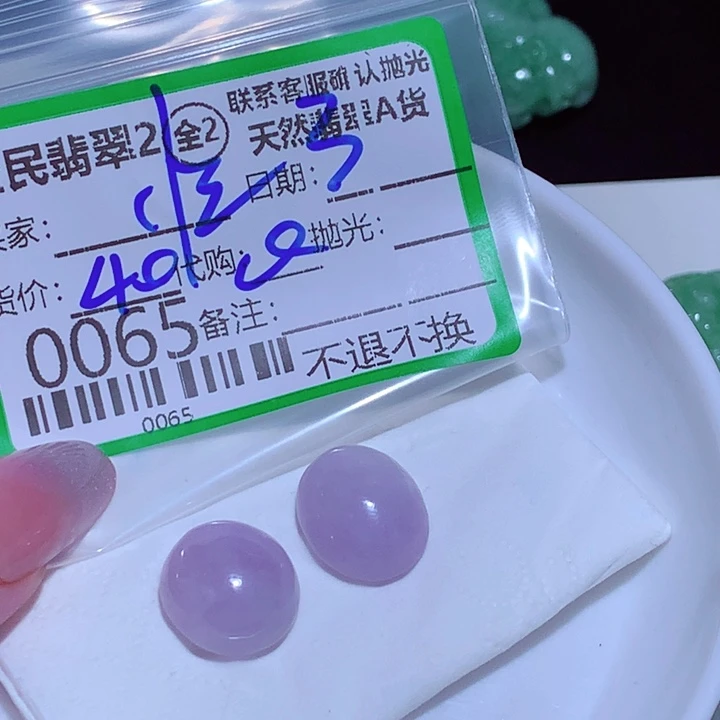 联系客服确认抛光
民翡翠2 全2 天然翡翠A货
家: 日期:
货价: 40 代购: 抛光:
0065 备注:
不退不换
0065